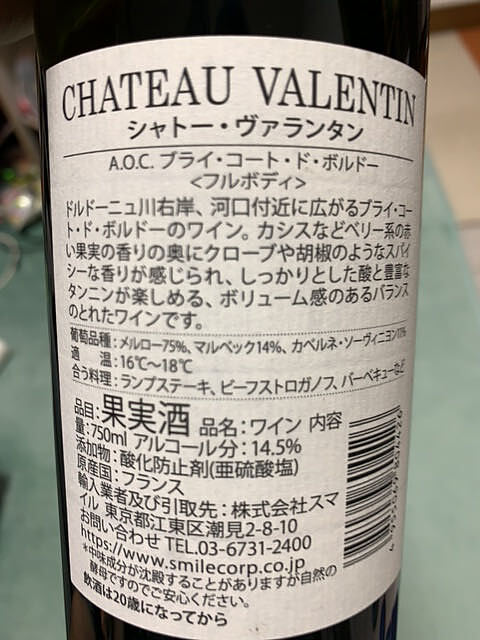 CHATEAU VALENTIN
シャトー・ヴァランタン
A.O.C. ブライ・コート・ド・ボルドー
<フルボディ>
ドルドーニュ川右岸、河口付近に広がるブライ・コー
ト・ド・ボルドーのワイン。カシスなどベリー系の赤
い果実の香りの奥にクローブや胡椒のようなスパイ
シーな香りが感じられ、しっかりとした酸と豊富な
タンニンが楽しめる、ボリューム感のあるバランス
のとれたワインです。
葡萄品種：メルロー75%、マルベック14%、カベルネ・ソーヴィニヨン11%
適　温：16℃～18℃
合う料理：ランプステーキ、ビーフストロガノフ、バーベキューなど
品目：果実酒 品名：ワイン 内容
量：750ml アルコール分：14.5%
添加物：酸化防止剤(亜硫酸塩)
原産国：フランス
輸入業者及び引取先：株式会社スマ
イル 東京都江東区潮見2-8-10
お問い合わせ TEL.03-6731-2400
https://www.smilecorp.co.jp
*中味成分が沈殿することがありますが自然の
酵母ですのでご安心ください。
飲酒は20歳になってから